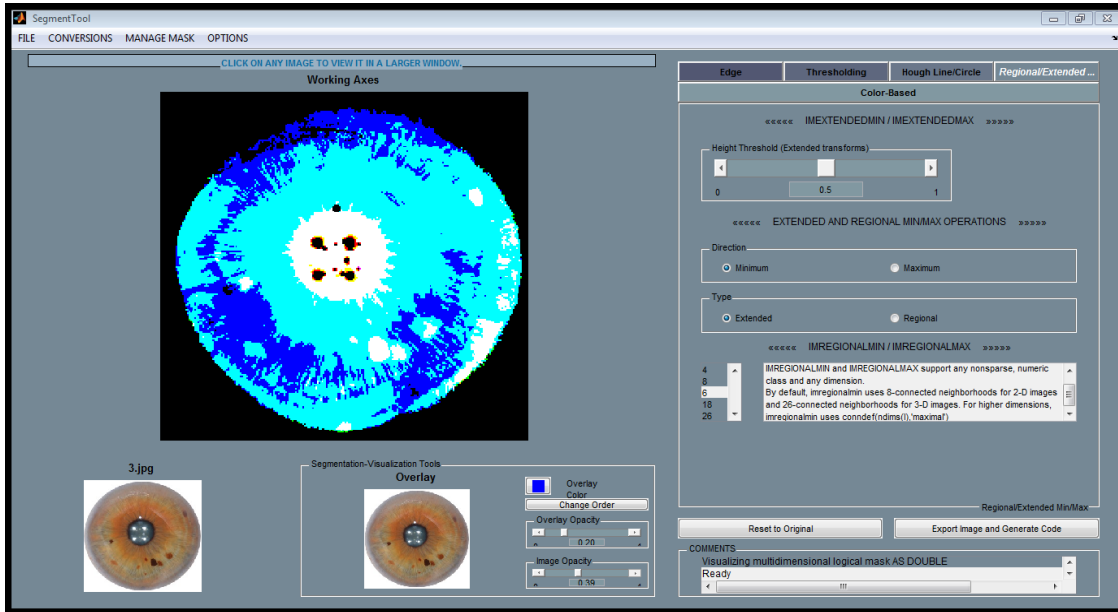 SegmentTool
FILE CONVERSIONS MANAGE MASK OPTIONS
CLICK ON ANY IMAGE TO VIEW IT IN A LARGER WINDOW.
Working Axes
3.jpg
Segmentation-Visualization Tools
Overlay
Overlay
Color
Change Order
Overlay Opacity
0.20
Image Opacity
0.39
Edge Thresholding Hough Line/Circle Regional/Extended ...
Color-Based
««««« IMEXTENDEDMIN / IMEXTENDEDMAX »»»»»
Height Threshold (Extended transforms)
0 0.5 1
««««« EXTENDED AND REGIONAL MIN/MAX OPERATIONS »»»»»
Direction
Minimum Maximum
Type
Extended Regional
««««« IMREGIONALMIN / IMREGIONALMAX »»»»»
4
8
6
18
26
IMREGIONALMIN and IMREGIONALMAX support any nonsparse, numeric
class and any dimension.
By default, imregionalmin uses 8-connected neighborhoods for 2-D images
and 26-connected neighborhoods for 3-D images. For higher dimensions,
imregionalmin uses conndef(ndims(I),'maximal')
Regional/Extended Min/Max
Reset to Original Export Image and Generate Code
COMMENTS
Visualizing multidimensional logical mask AS DOUBLE
Ready